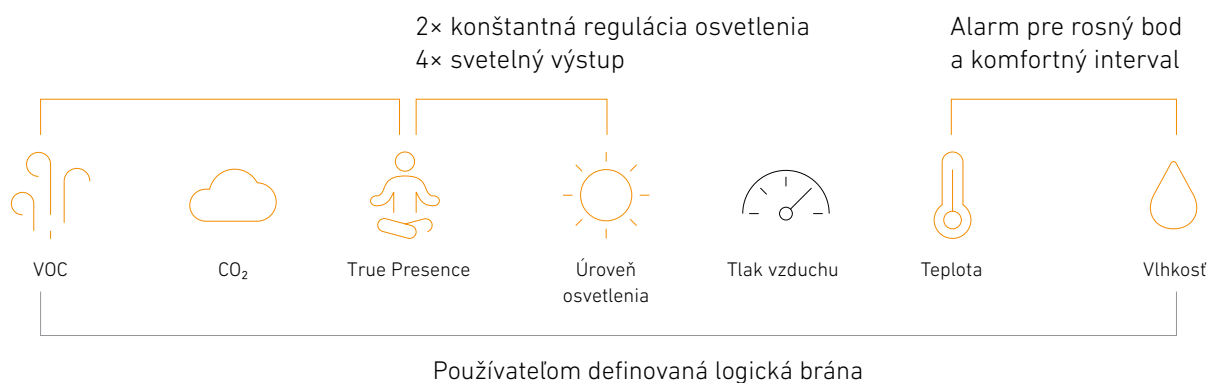 2× konštantná regulácia osvetlenia
4× svetelný výstup
Alarm pre rosný bod
a komfortný interval
VOC
CO₂
True Presence
Úroveň
osvetlenia
Tlak vzduchu
Teplota
Vlhkosť
Používateľom definovaná logická brána